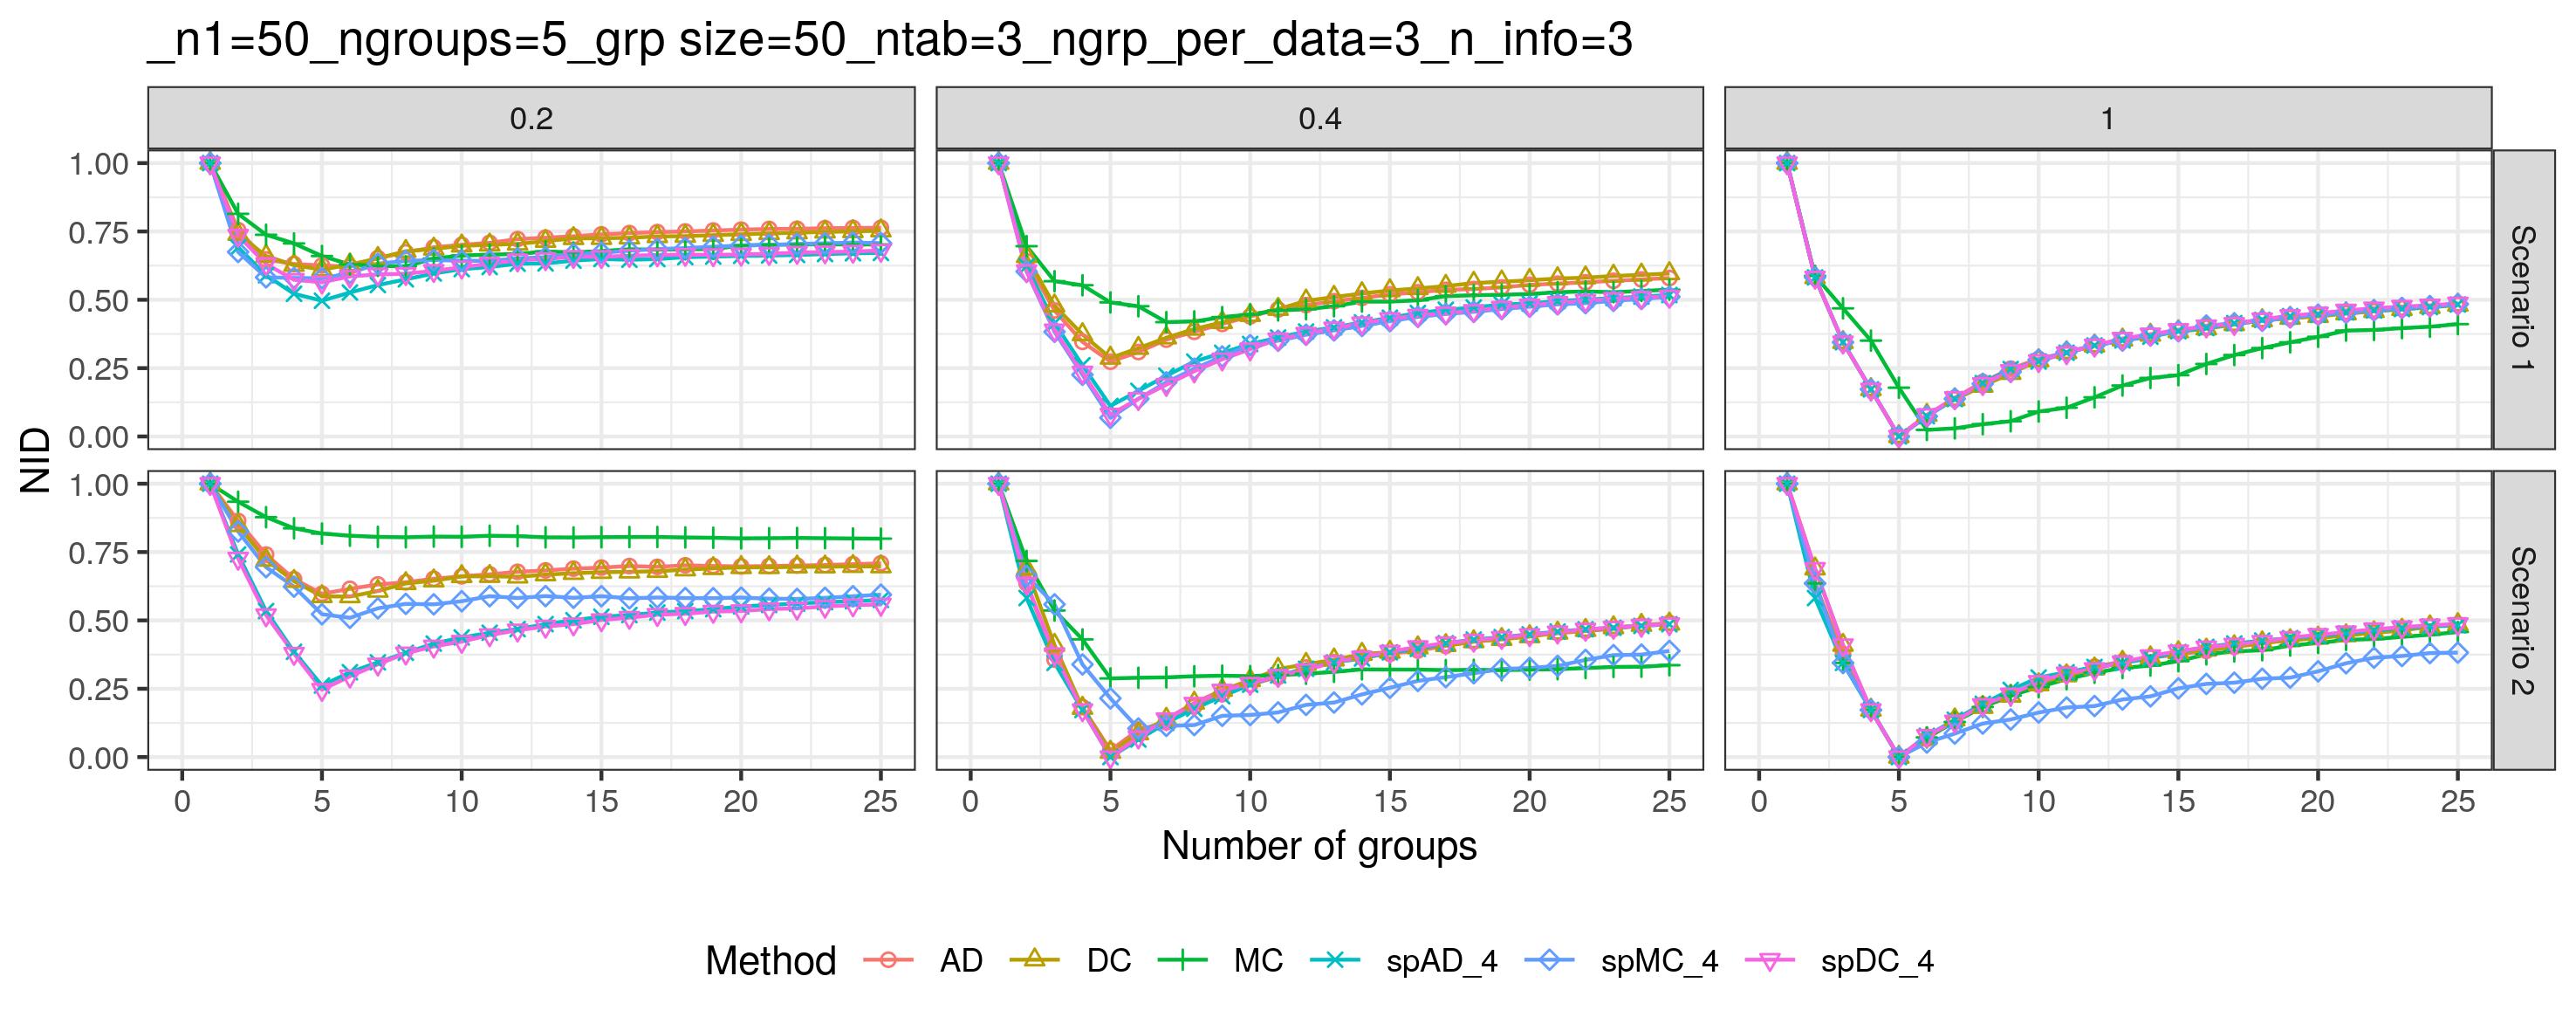 _n1=50_ngroups=5_grp size=50_ntab=3_ngrp_per_data=3_n_info=3
0.2 0.4 1
1.00
0.75
0.50
0.25
0.00
Scenario 1
NID
1.00
0.75
0.50
0.25
0.00
Scenario 2
0 5 10 15 20 25 0 5 10 15 20 25 0 5 10 15 20 25
Number of groups
Method AD DC MC spAD_4 spMC_4 spDC_4